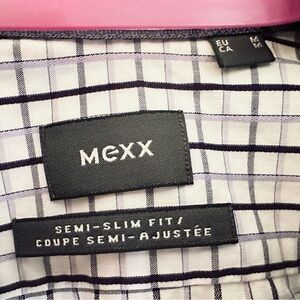 EU M
CA M
MEXX
SEMI-SLIM FIT/
COUPE SEMI-AJUSTÉE